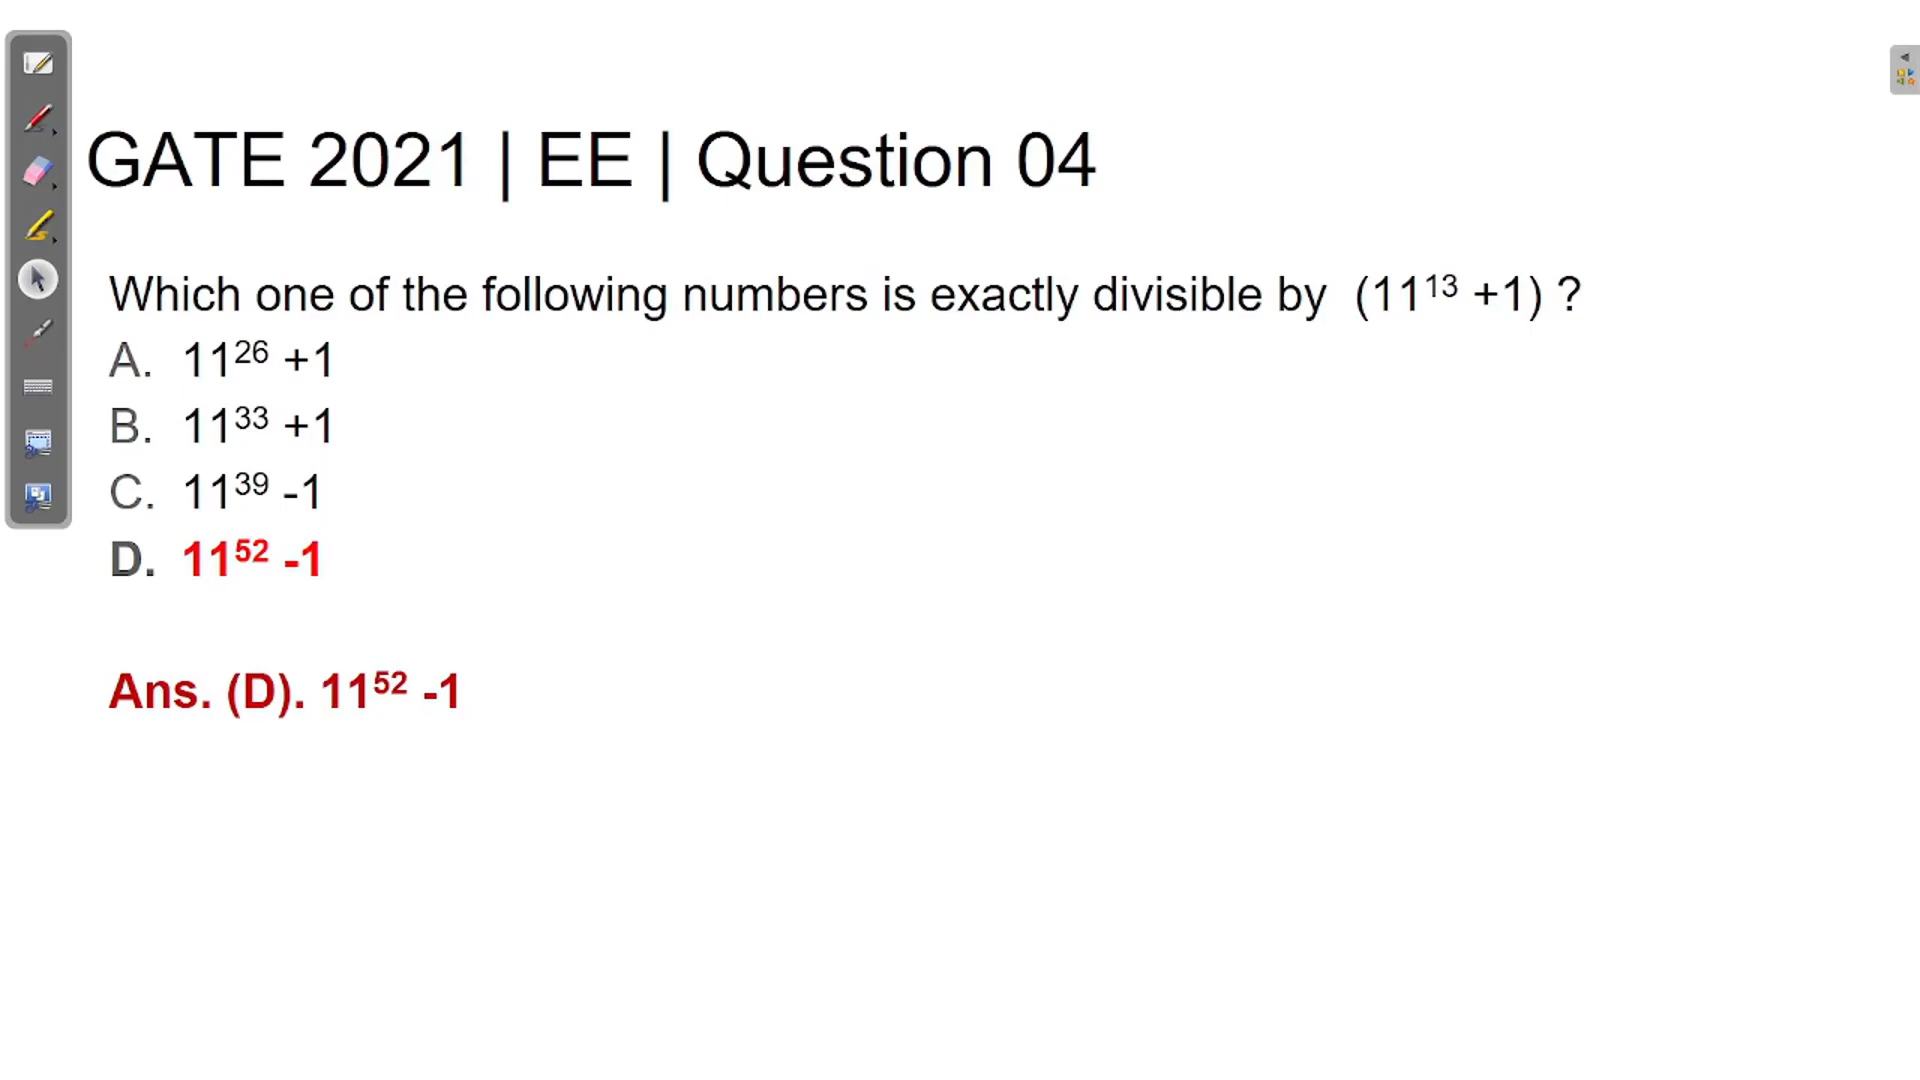 GATE 2021 | EE | Question 04
Which one of the following numbers is exactly divisible by (11¹³ +1) ?
A. 11²⁶ +1
B. 11³³ +1
C. 11³⁹ -1
D. 11⁵² -1
Ans. (D). 11⁵² -1